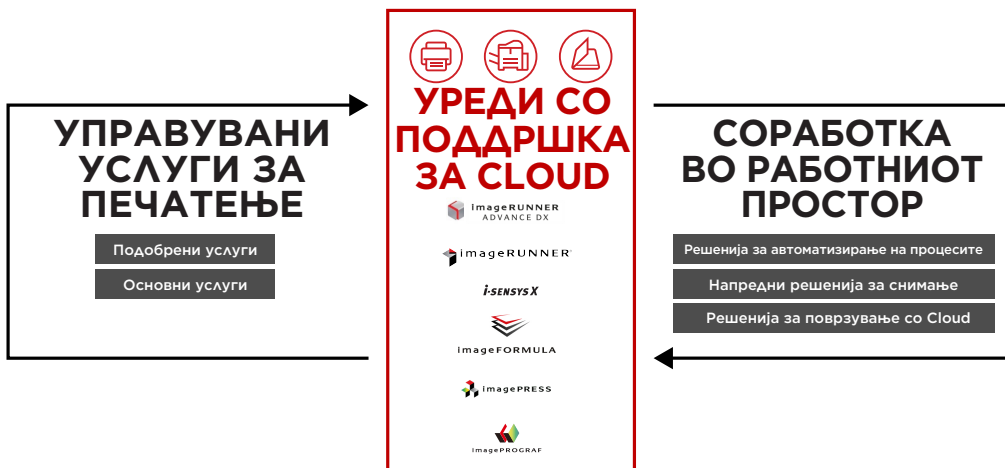 УПРАВУВАНИ
УСЛУГИ ЗА
ПЕЧАТЕЊЕ
Подобрени услуги
Основни услуги
УРЕДИ СО
ПОДДРШКА
ЗА CLOUD
imageRUNNER
ADVANCE DX
imageRUNNER
i-SENSYS X
imageFORMULA
imagePRESS
imagePROGRAF
СОРАБОТКА
ВО РАБОТНИОТ
ПРОСТОР
Решенија за автоматизирање на процесите
Напредни решенија за снимање
Решенија за поврзување со Cloud